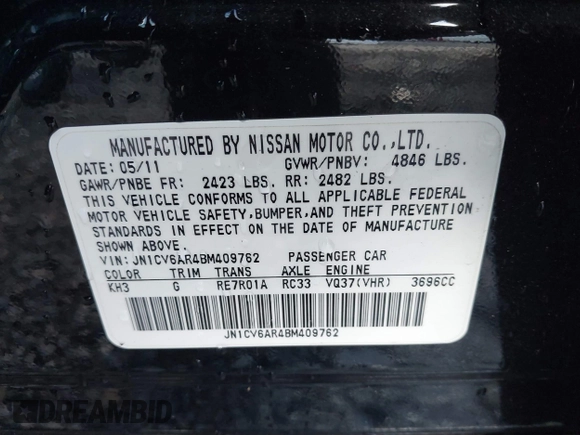 MANUFACTURED BY NISSAN MOTOR CO.,LTD.
DATE: 05/11 GVWR/PNBV: 4846 LBS.
GAWR/PNBE FR: 2423 LBS. RR: 2482 LBS.
THIS VEHICLE CONFORMS TO ALL APPLICABLE FEDERAL
MOTOR VEHICLE SAFETY,BUMPER,AND THEFT PREVENTION
STANDARDS IN EFFECT ON THE DATE OF MANUFACTURE
SHOWN ABOVE.
VIN: JN1CV6AR4BM409762 PASSENGER CAR
COLOR TRIM TRANS AXLE ENGINE
KH3 G RE7R01A RC33 VQ37(VHR) 3696CC
JN1CV6AR4BM409762
DREAMBID